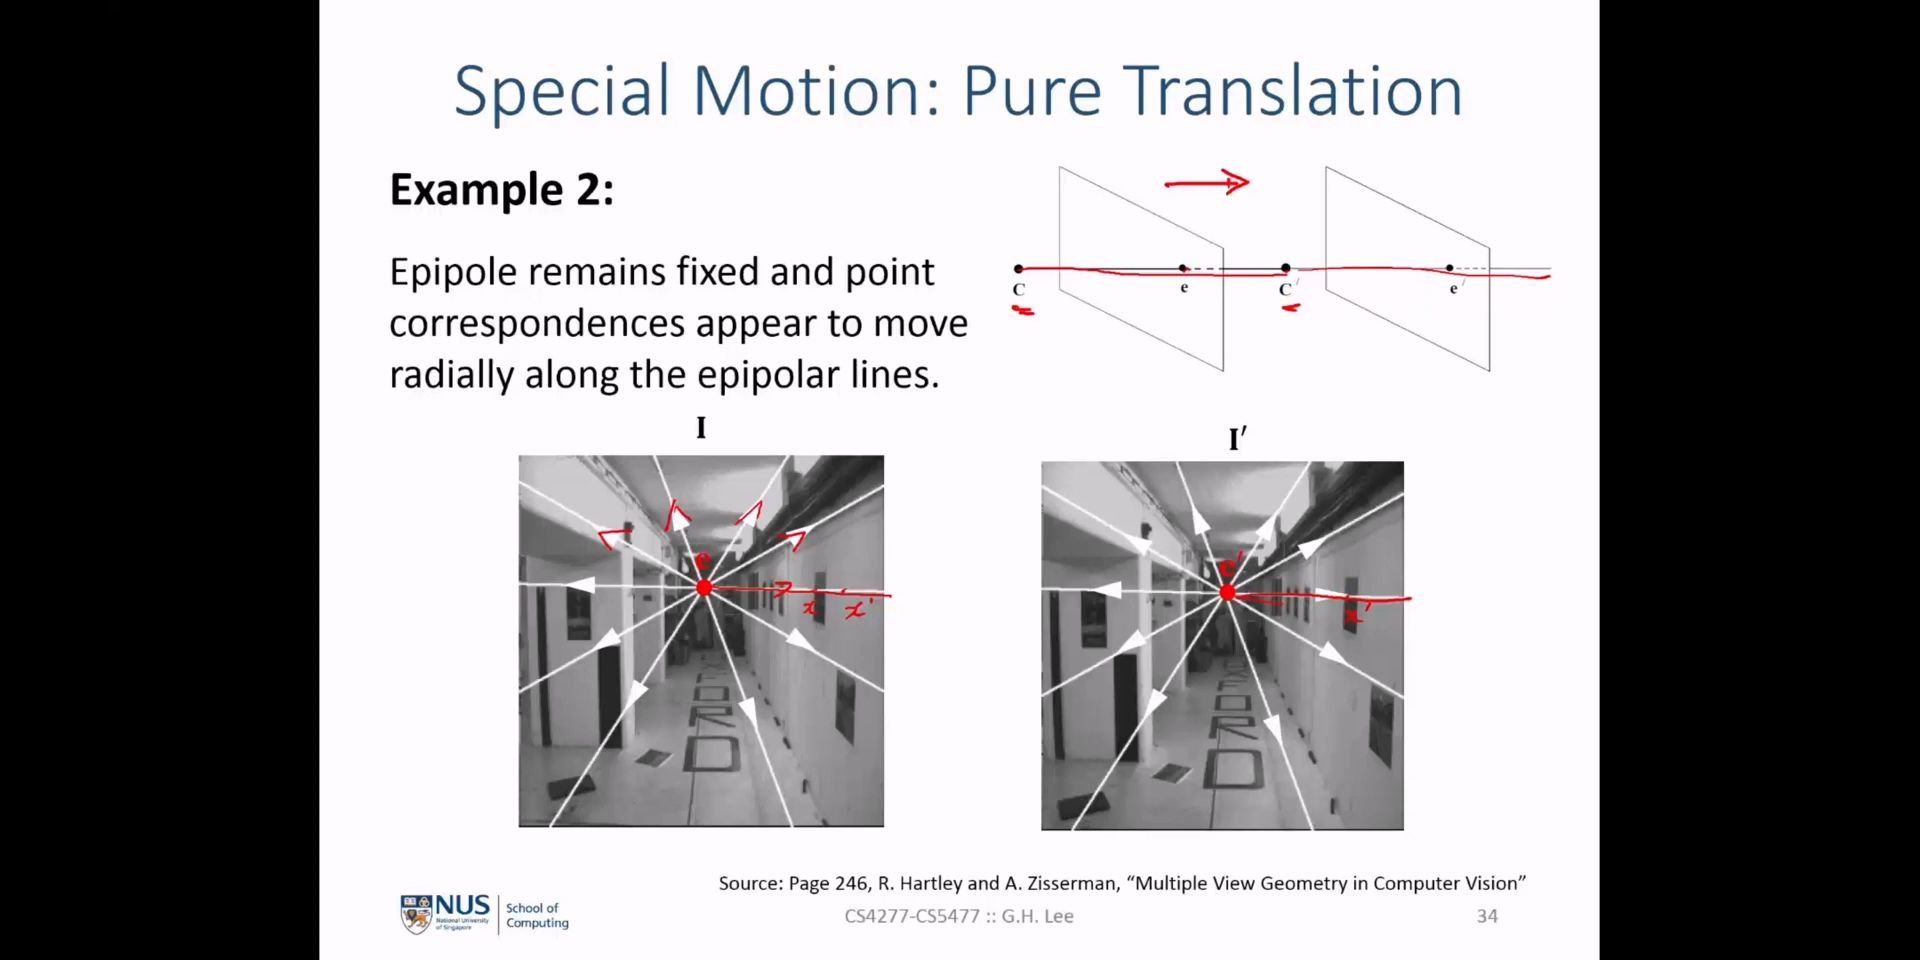 Special Motion: Pure Translation
Example 2:
Epipole remains fixed and point
correspondences appear to move
radially along the epipolar lines.
C e C′ e′
I
I′
e
x x′
e′
x′
Source: Page 246, R. Hartley and A. Zisserman, “Multiple View Geometry in Computer Vision”
NUS
National University
of Singapore
School of
Computing
CS4277-CS5477 :: G.H. Lee
34